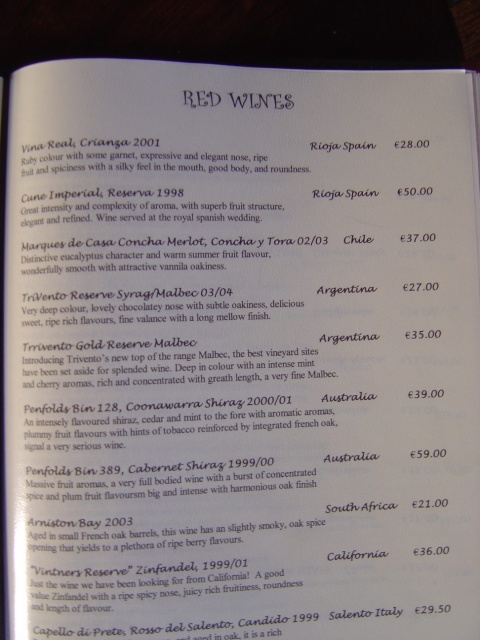 RED WINES
Vina Real, Crianza 2001 Rioja Spain €28.00
Ruby colour with some garnet, expressive and elegant nose, ripe
fruit and spiciness with a silky feel in the mouth, good body, and roundness.
Cune Imperial, Reserva 1998 Rioja Spain €50.00
Great intensity and complexity of aroma, with superb fruit structure,
elegant and refined. Wine served at the royal spanish wedding.
Marques de Casa Concha Merlot, Concha y Tora 02/03 Chile €37.00
Distinctive eucalyptus character and warm summer fruit flavour,
wonderfully smooth with attractive vannila oakiness.
TriVento Reserve Syrag/Malbec 03/04 Argentina €27.00
Very deep colour, lovely chocolatey nose with subtle oakiness, delicious
sweet, ripe rich flavours, fine valance with a long mellow finish.
Trrivento Gold Reserve Malbec Argentina €35.00
Introducing Trivento's new top of the range Malbec, the best vineyard sites
have been set aside for splended wine. Deep in colour with an intense mint
and cherry aromas, rich and concentrated with greath length, a very fine Malbec.
Penfolds Bin 128, Coonawarra Shiraz 2000/01 Australia €39.00
An intensely flavoured shiraz, cedar and mint to the fore with aromatic aromas,
plummy fruit flavours with hints of tobacco reinforced by integrated french oak,
signal a very serious wine.
Penfolds Bin 389, Cabernet Shiraz 1999/00 Australia €59.00
Massive fruit aromas, a very full bodied wine with a burst of concentrated
spice and plum fruit flavoursm big and intense with harmonious oak finish
Arniston Bay 2003 South Africa €21.00
Aged in small French oak barrels, this wine has an slightly smoky, oak spice
opening that yields to a plethora of ripe berry flavours.
"Vintners Reserve" Zinfandel, 1999/01 California €36.00
Just the wine we have been looking for from California! A good
value Zinfandel with a ripe spicy nose, juicy rich fruitiness, roundness
and length of flavour.
Capello di Prete, Rosso del Salento, Candido 1999 Salento Italy €29.50
and aged in oak, it is a rich